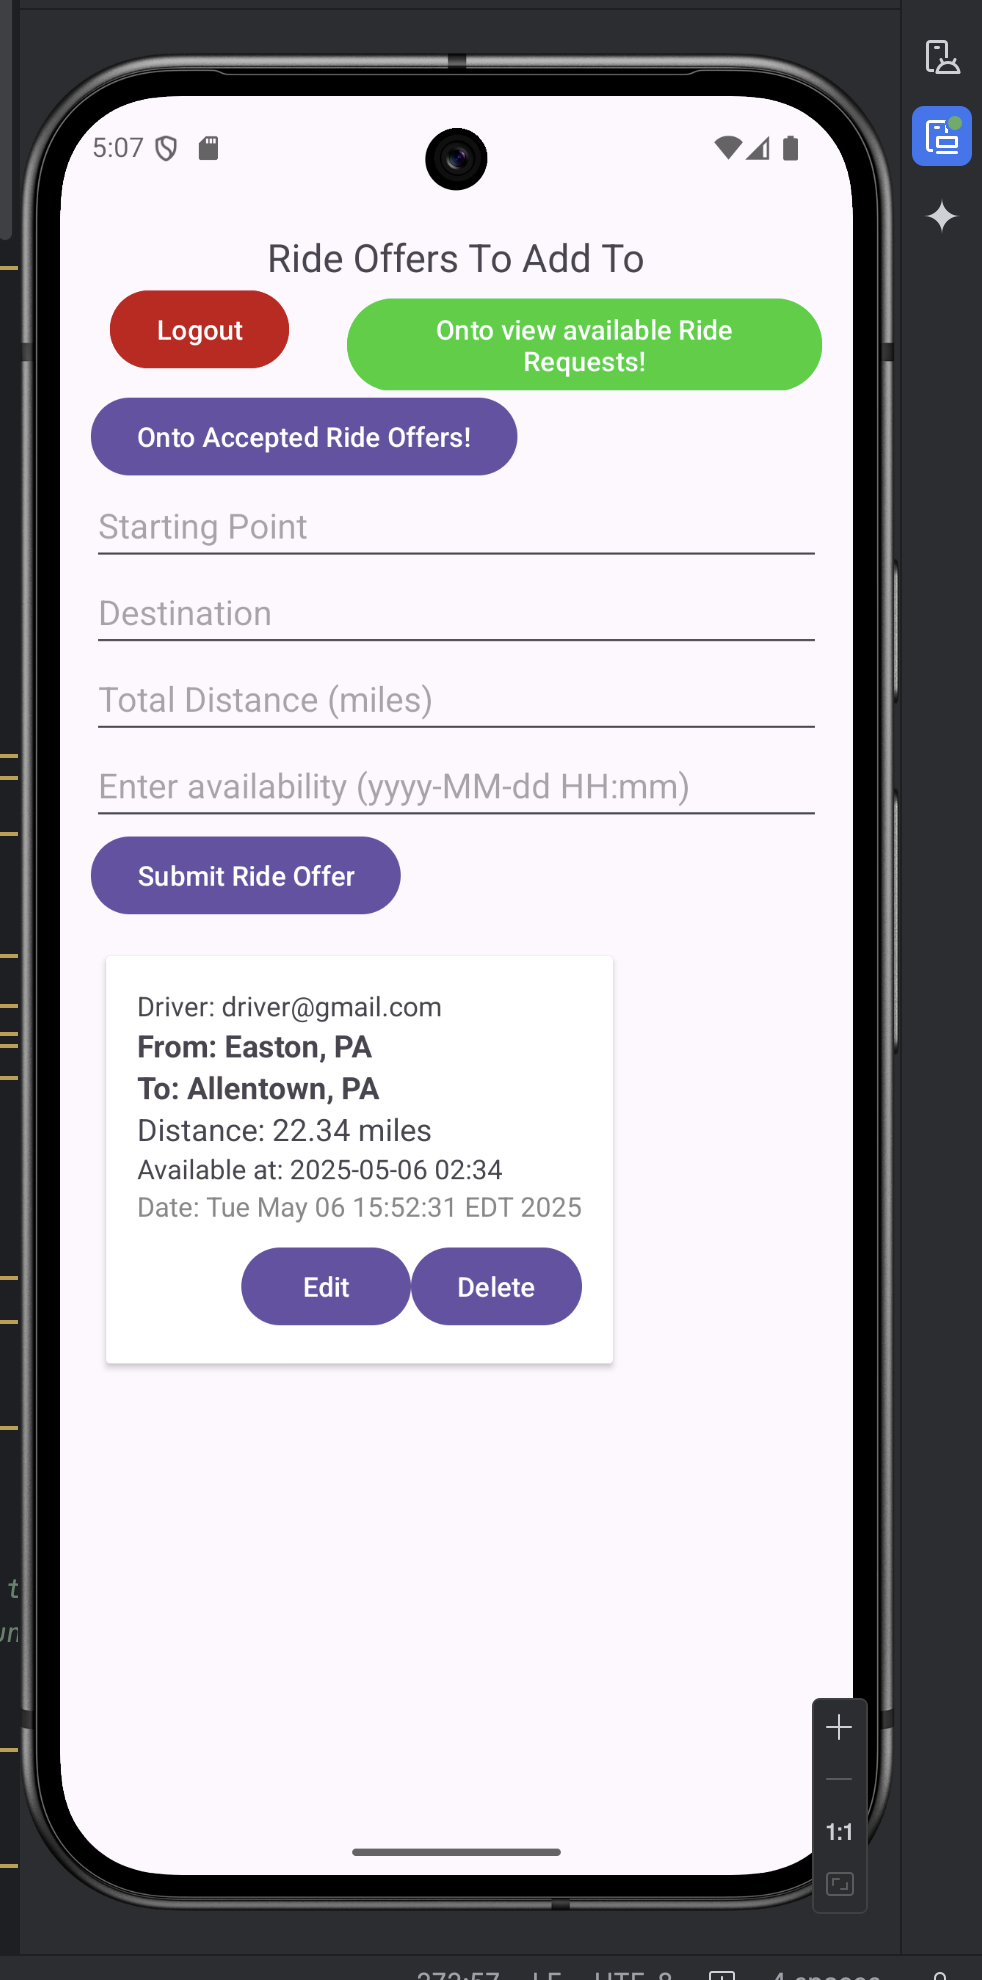 5:07
Ride Offers To Add To
Logout
Onto view available Ride
Requests!
Onto Accepted Ride Offers!
Starting Point
Destination
Total Distance (miles)
Enter availability (yyyy-MM-dd HH:mm)
Submit Ride Offer
Driver: driver@gmail.com
From: Easton, PA
To: Allentown, PA
Distance: 22.34 miles
Available at: 2025-05-06 02:34
Date: Tue May 06 15:52:31 EDT 2025
Edit
Delete
1:1